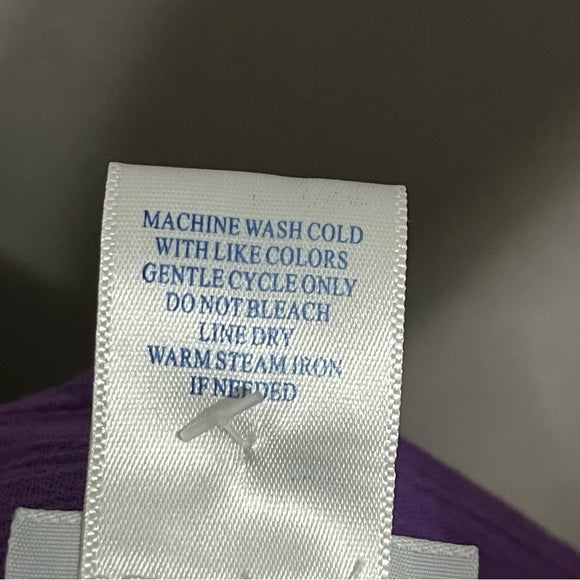 MACHINE WASH COLD
WITH LIKE COLORS
GENTLE CYCLE ONLY
DO NOT BLEACH
LINE DRY
WARM STEAM IRON
IF NEEDED